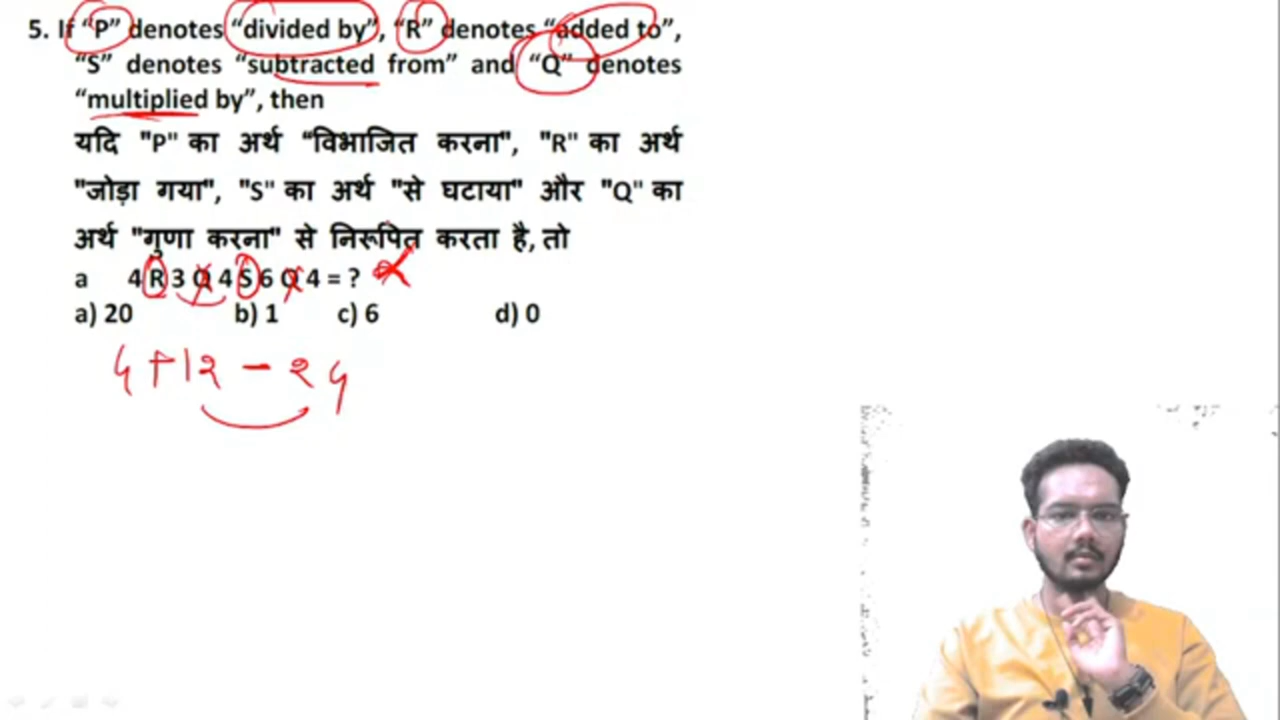 5. If “P” denotes “divided by”, “R” denotes “added to”,
“S” denotes “subtracted from” and “Q” denotes
“multiplied by”, then
यदि "P" का अर्थ “विभाजित करना", "R" का अर्थ
"जोड़ा गया", "S" का अर्थ "से घटाया" और "Q" का
अर्थ "गुणा करना" से निरूपित करता है, तो
a 4 R 3 Q 4 S 6 Q 4 = ?
a) 20 b) 1 c) 6 d) 0
4 + 12 - 24